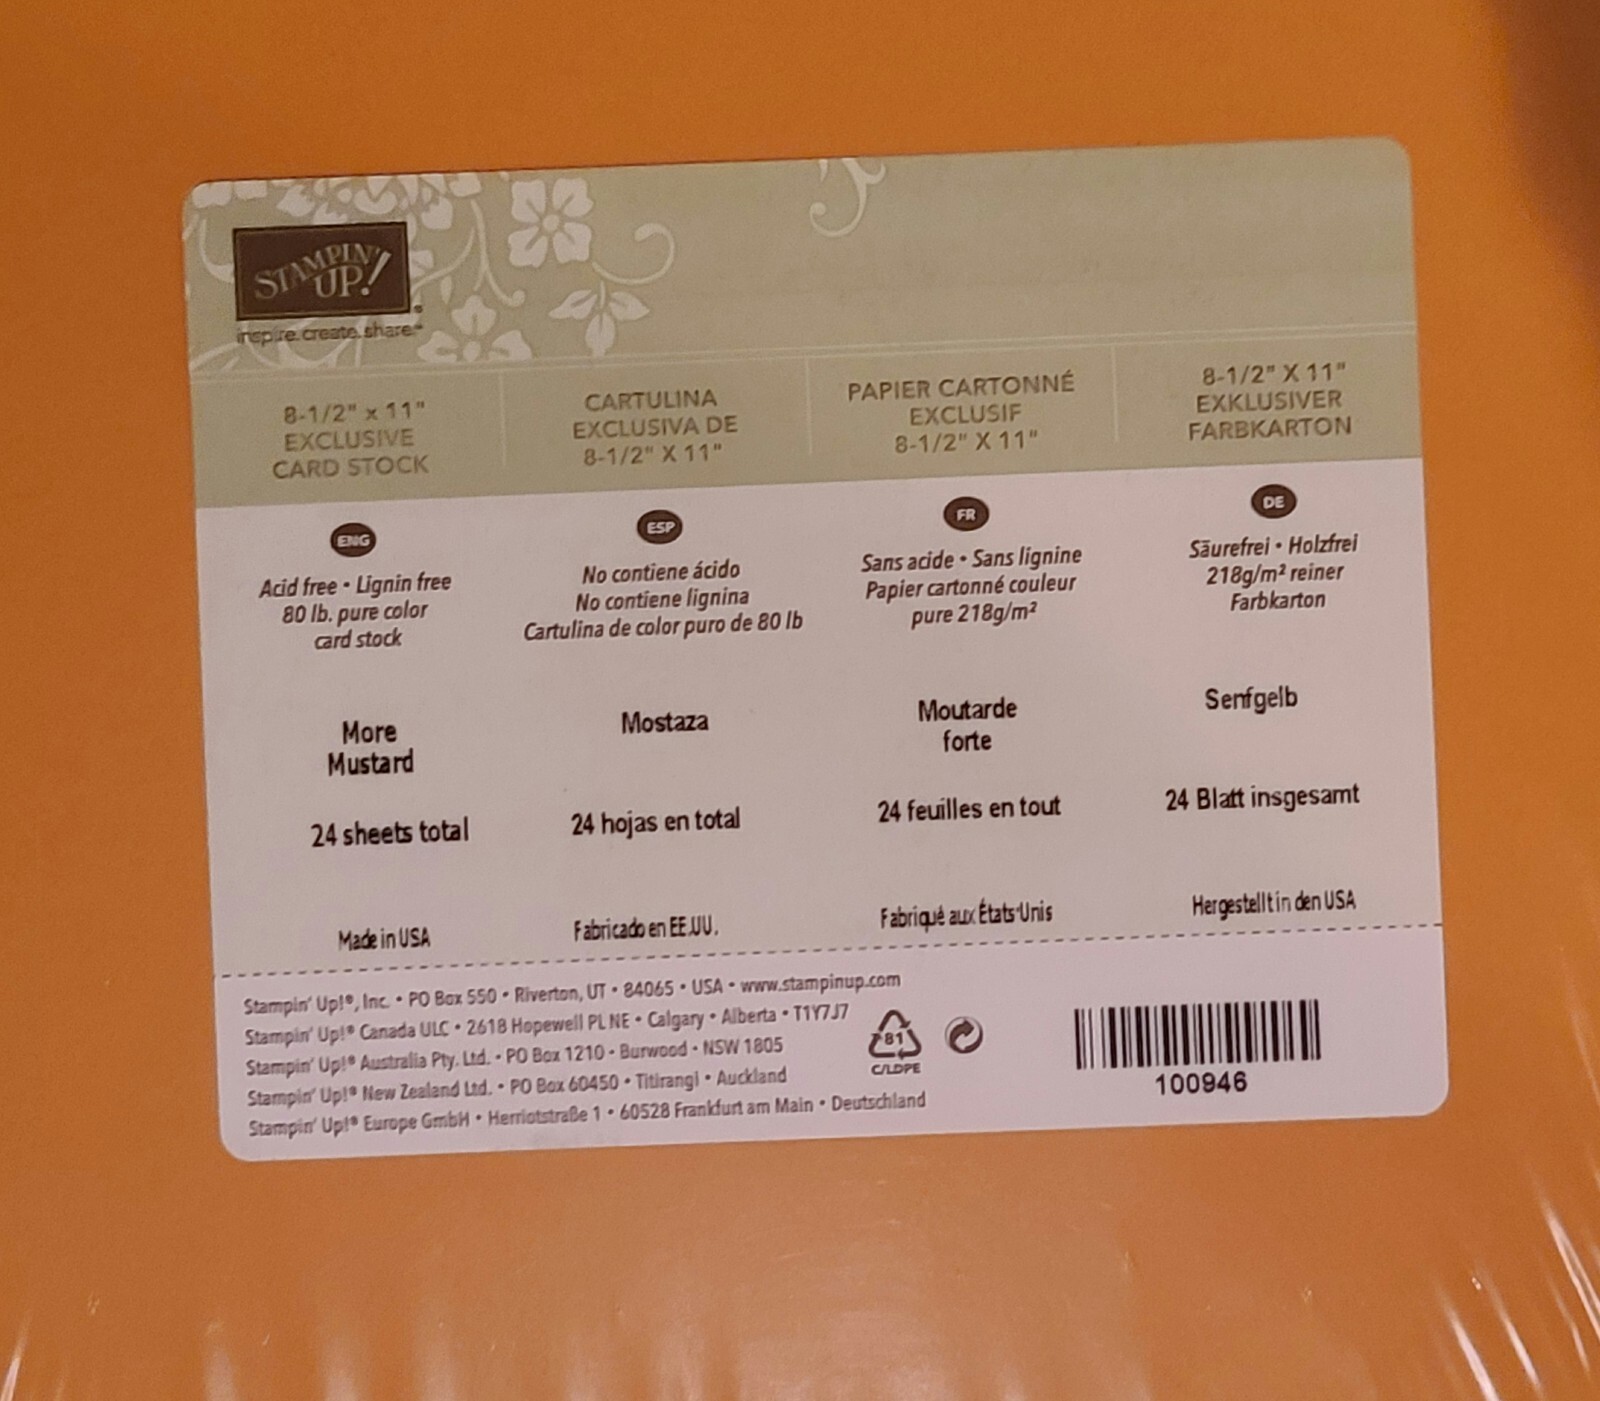 STAMPIN' UP!®
inspire.create.share.™
8-1/2" x 11"
EXCLUSIVE
CARD STOCK
CARTULINA
EXCLUSIVA DE
8-1/2" X 11"
PAPIER CARTONNÉ
EXCLUSIF
8-1/2" X 11"
8-1/2" X 11"
EXKLUSIVER
FARBKARTON
ENG
Acid free • Lignin free
80 lb. pure color
card stock
More
Mustard
24 sheets total
Made in USA
ESP
No contiene ácido
No contiene lignina
Cartulina de color puro de 80 lb
Mostaza
24 hojas en total
Fabricado en EE.UU.
FR
Sans acide • Sans lignine
Papier cartonné couleur
pure 218g/m²
Moutarde
forte
24 feuilles en tout
Fabriqué aux États-Unis
DE
Säurefrei • Holzfrei
218g/m² reiner
Farbkarton
Senfgelb
24 Blatt insgesamt
Hergestellt in den USA
Stampin' Up!®, Inc. • PO Box 550 • Riverton, UT • 84065 • USA • www.stampinup.com
Stampin' Up!® Canada ULC • 2618 Hopewell PL NE • Calgary • Alberta • T1Y7J7
Stampin' Up!® Australia Pty. Ltd. • PO Box 1210 • Burwood • NSW 1805
Stampin' Up!® New Zealand Ltd. • PO Box 60450 • Titirangi • Auckland
Stampin' Up!® Europe GmbH • Herriotstraße 1 • 60528 Frankfurt am Main • Deutschland
81
C/LDPE
100946